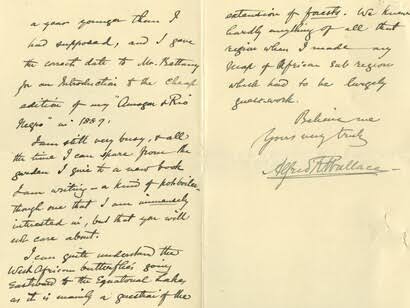 a year younger than I
had supposed, and I gave
the correct date to Mr. Bettany
for an Introduction to the cheap
edition of my "Amazon & Rio
Negro" in 1889.
I am still very busy, & all
the time I can spare from the
garden I give to a new book
I am writing – a kind of potboiler
though one that I am immensely
interested in, but that you will
not care about.
I can quite understand the
West African butterflies going
Eastward to the Equatorial Lakes
as it is mainly a question of the
extension of forests. We knew
hardly anything of all that
region when I made my
Map of African Sub region
which had to be largely
guess-work.
Believe me
Yours very truly
Alfred R Wallace